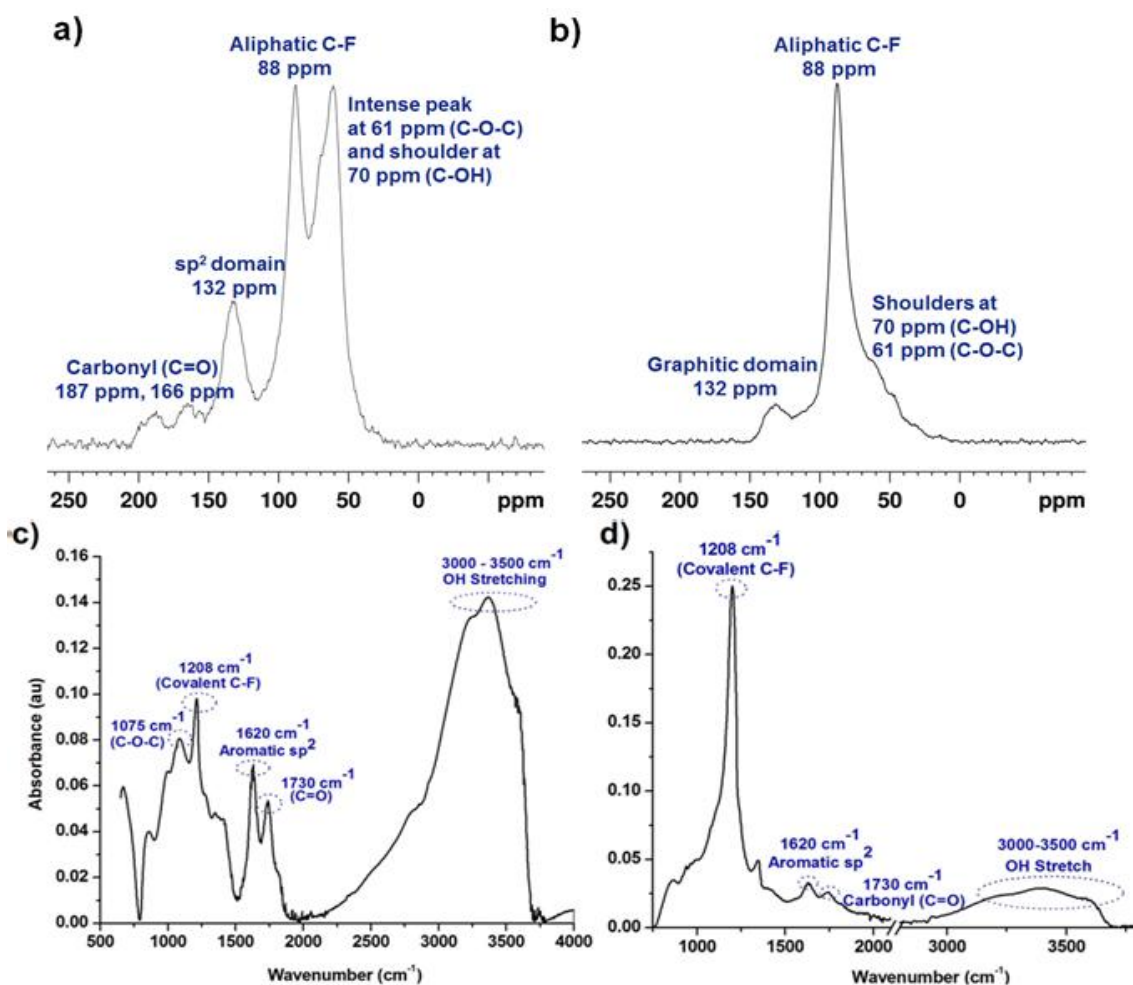 a)
Aliphatic C-F
88 ppm
Intense peak
at 61 ppm (C-O-C)
and shoulder at
70 ppm (C-OH)
sp² domain
132 ppm
Carbonyl (C=O)
187 ppm, 166 ppm
250 200 150 100 50 0 ppm
b)
Aliphatic C-F
88 ppm
Shoulders at
70 ppm (C-OH)
61 ppm (C-O-C)
Graphitic domain
132 ppm
250 200 150 100 50 0 ppm
c)
0.16
0.14
0.12
0.10
0.08
0.06
0.04
0.02
0.00
Absorbance (au)
3000 - 3500 cm⁻¹
OH Stretching
1208 cm⁻¹
(Covalent C-F)
1075 cm⁻¹
(C-O-C)
1620 cm⁻¹
Aromatic sp²
1730 cm⁻¹
(C=O)
500 1000 1500 2000 2500 3000 3500 4000
Wavenumber (cm⁻¹)
d)
0.25
0.20
0.15
0.10
0.05
0.00
1208 cm⁻¹
(Covalent C-F)
1620 cm⁻¹
Aromatic sp²
1730 cm⁻¹
Carbonyl (C=O)
3000-3500 cm⁻¹
OH Stretch
1000 1500 2000 3000 3500
Wavenumber (cm⁻¹)